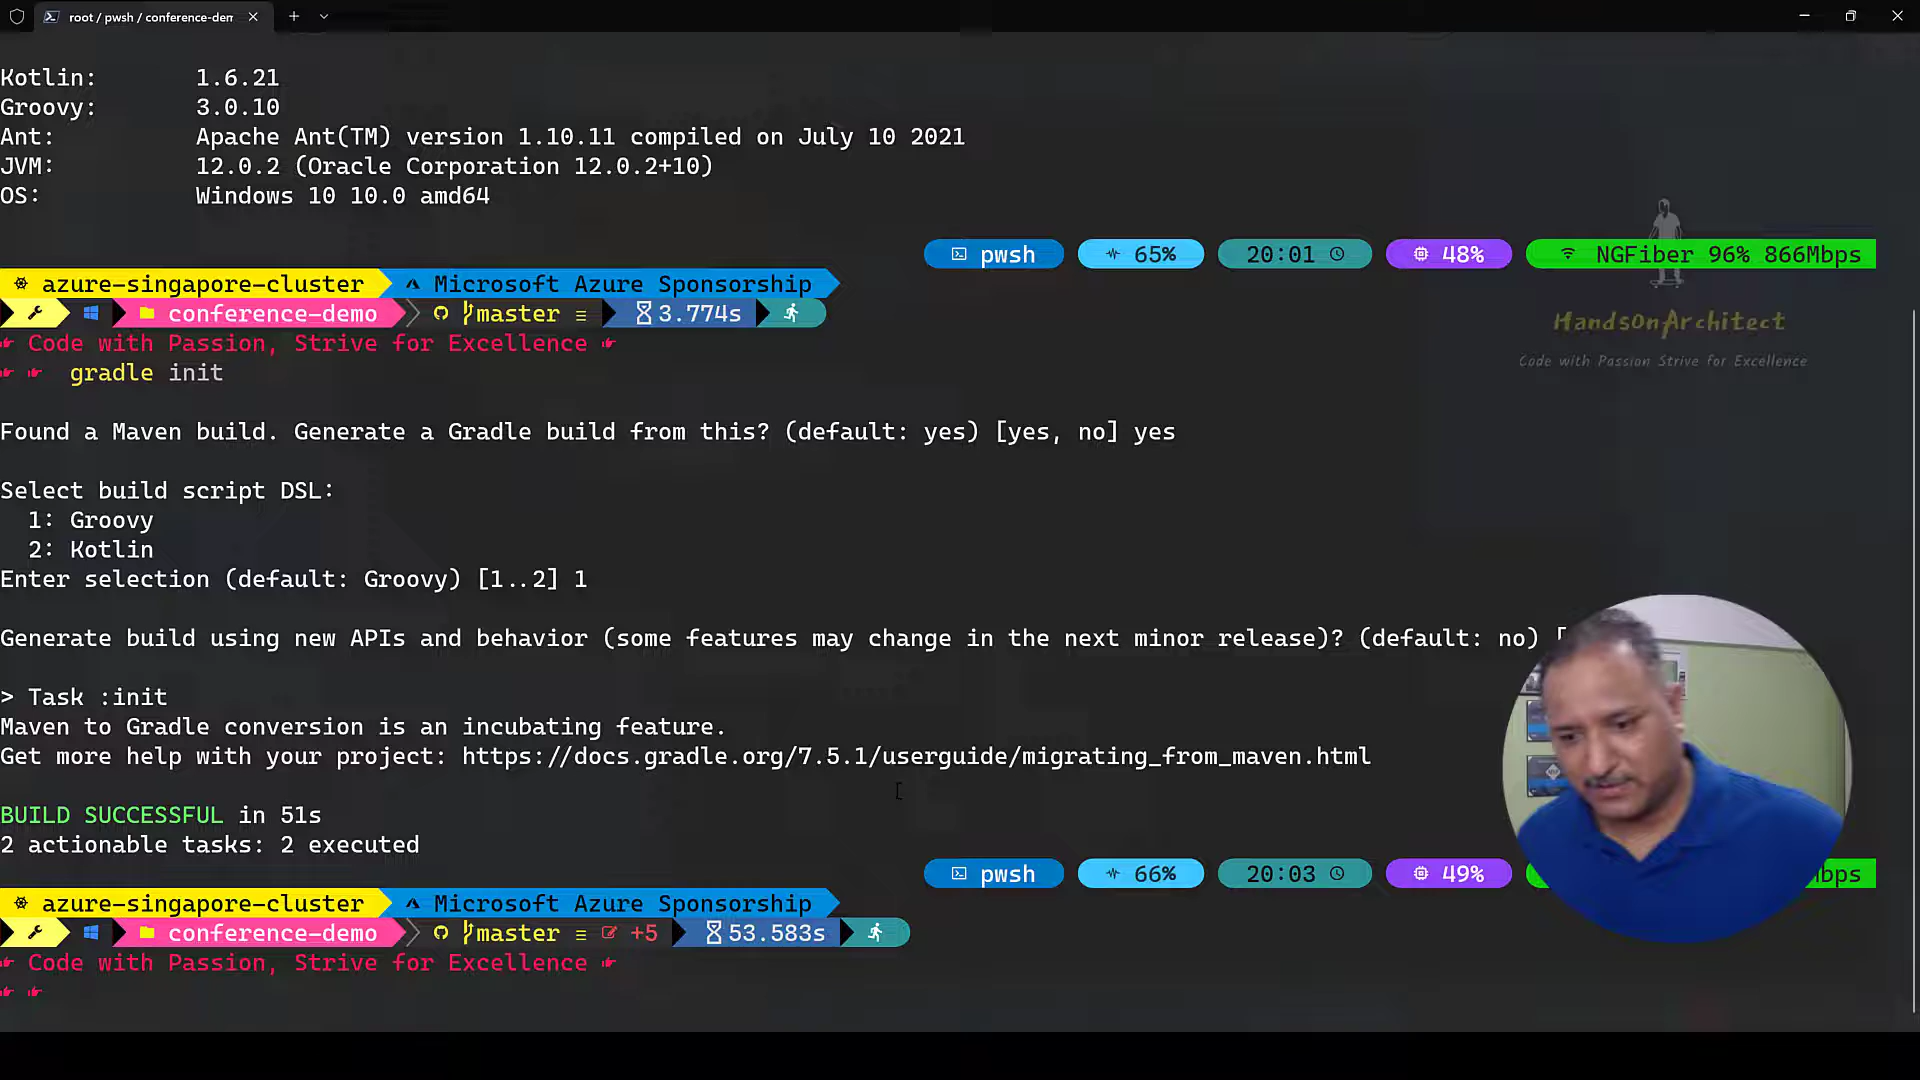 root / pwsh / conference-dem
Kotlin: 1.6.21
Groovy: 3.0.10
Ant: Apache Ant(TM) version 1.10.11 compiled on July 10 2021
JVM: 12.0.2 (Oracle Corporation 12.0.2+10)
OS: Windows 10 10.0 amd64
pwsh 65% 20:01 48% NGFiber 96% 866Mbps
azure-singapore-cluster Microsoft Azure Sponsorship
conference-demo master ≡ 3.774s
HandsOnArchitect
Code with Passion, Strive for Excellence
Code with Passion Strive for Excellence
gradle init
Found a Maven build. Generate a Gradle build from this? (default: yes) [yes, no] yes
Select build script DSL:
1: Groovy
2: Kotlin
Enter selection (default: Groovy) [1..2] 1
Generate build using new APIs and behavior (some features may change in the next minor release)? (default: no) [
> Task :init
Maven to Gradle conversion is an incubating feature.
Get more help with your project: https://docs.gradle.org/7.5.1/userguide/migrating_from_maven.html
BUILD SUCCESSFUL in 51s
2 actionable tasks: 2 executed
pwsh 66% 20:03 49% bps
azure-singapore-cluster Microsoft Azure Sponsorship
conference-demo master ≡ +5 53.583s
Code with Passion, Strive for Excellence